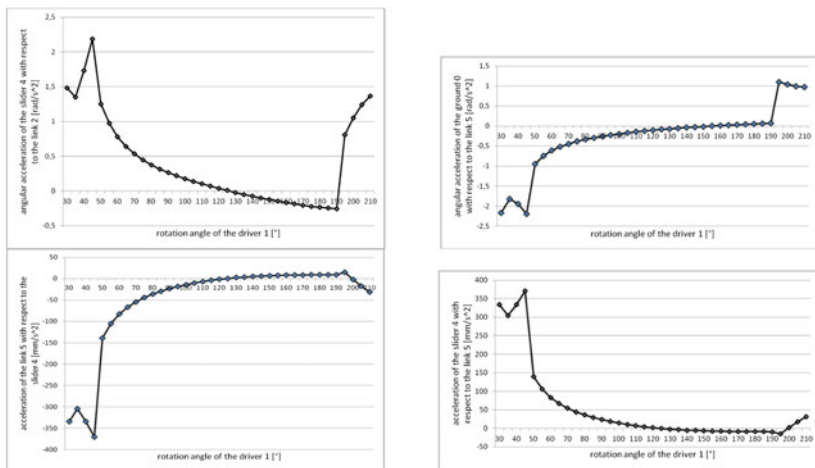 angular acceleration of the slider 4 with respect
to the link 2 [rad/s^2]
2,5
2
1,5
1
0,5
0
-0,5
30 40 50 60 70 80 90 100 110 120 130 140 150 160 170 180 190 200 210
rotation angle of the driver 1 [°]
angular acceleration of the ground 0
with respect to the link 5 [rad/s^2]
1,5
1
0,5
0
-0,5
-1
-1,5
-2
-2,5
30 40 50 60 70 80 90 100 110 120 130 140 150 160 170 180 190 200 210
rotation angle of the driver 1 [°]
acceleration of the link 5 with respect to the
slider 4 [mm/s^2]
50
0
-50
-100
-150
-200
-250
-300
-350
-400
30 40 50 60 70 80 90 100 110 120 130 140 150 160 170 180 190 200 210
rotation angle of the driver 1 [°]
acceleration of the slider 4 with
respect to the link 5 [mm/s^2]
400
350
300
250
200
150
100
50
0
-50
30 40 50 60 70 80 90 100 110 120 130 140 150 160 170 180 190 200 210
rotation angle of the driver 1 [°]